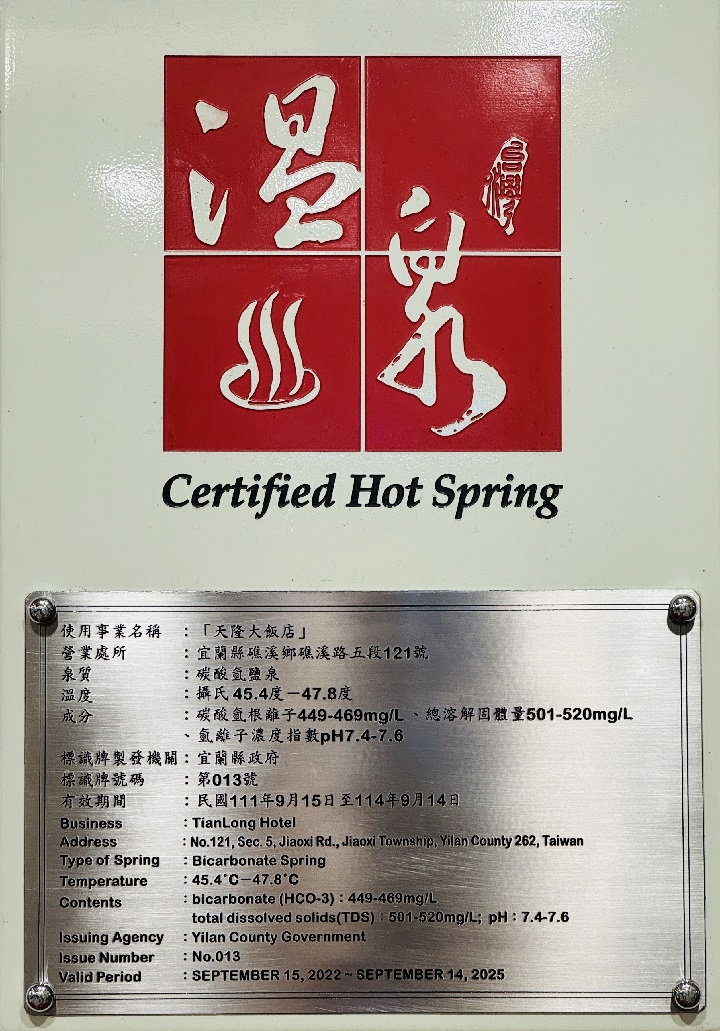 溫泉
Certified Hot Spring
使用事業名稱 ：「天隆大飯店」
營業處所 ：宜蘭縣礁溪鄉礁溪路五段121號
泉質 ：碳酸氫鹽泉
溫度 ：攝氏45.4度－47.8度
成分 ：碳酸氫根離子449-469mg/L、總溶解固體量501-520mg/L
、氫離子濃度指數pH7.4-7.6
標識牌製發機關：宜蘭縣政府
標識牌號碼 ：第013號
有效期間 ：民國111年9月15日至114年9月14日
Business : TianLong Hotel
Address : No.121, Sec. 5, Jiaoxi Rd., Jiaoxi Township, Yilan County 262, Taiwan
Type of Spring : Bicarbonate Spring
Temperature : 45.4°C－47.8°C
Contents : bicarbonate (HCO-3) : 449-469mg/L
total dissolved solids(TDS) : 501-520mg/L; pH : 7.4-7.6
Issuing Agency : Yilan County Government
Issue Number : No.013
Valid Period : SEPTEMBER 15, 2022 ~ SEPTEMBER 14, 2025